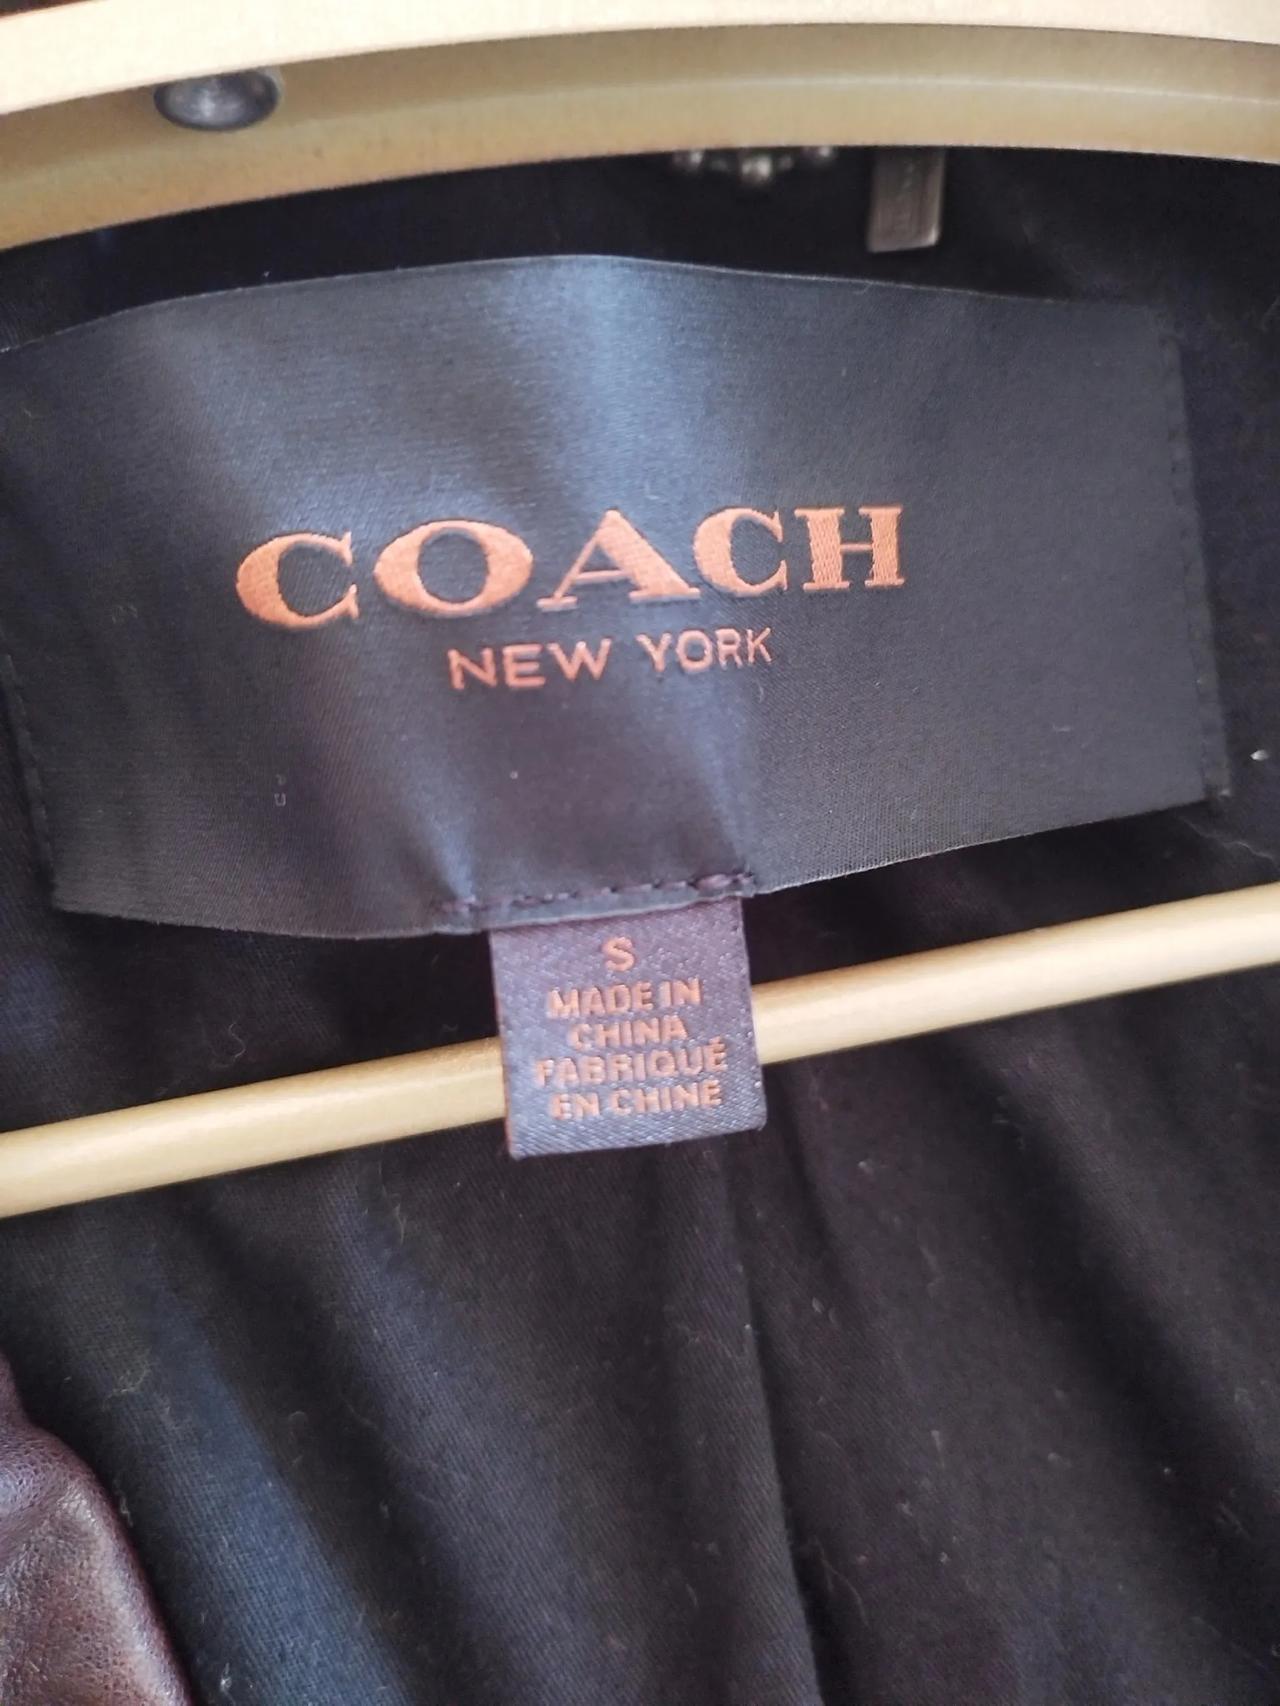 COACH
NEW YORK
S
MADE IN
CHINA
FABRIQUÉ
EN CHINE